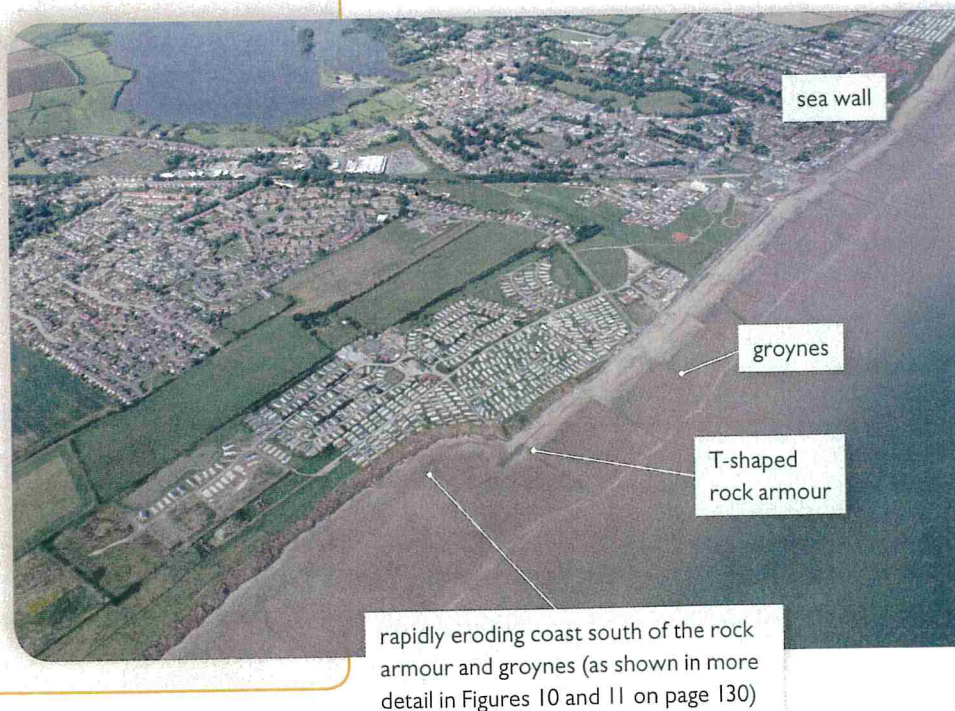 sea wall
groynes
T-shaped
rock armour
rapidly eroding coast south of the rock
armour and groynes (as shown in more
detail in Figures 10 and 11 on page 130)